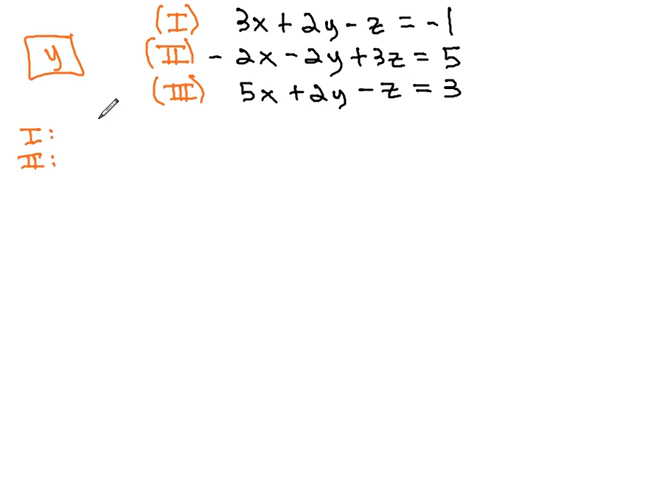 (I) 3x + 2y - z = -1
y (II) - 2x - 2y + 3z = 5
(III) 5x + 2y - z = 3
I:
II: